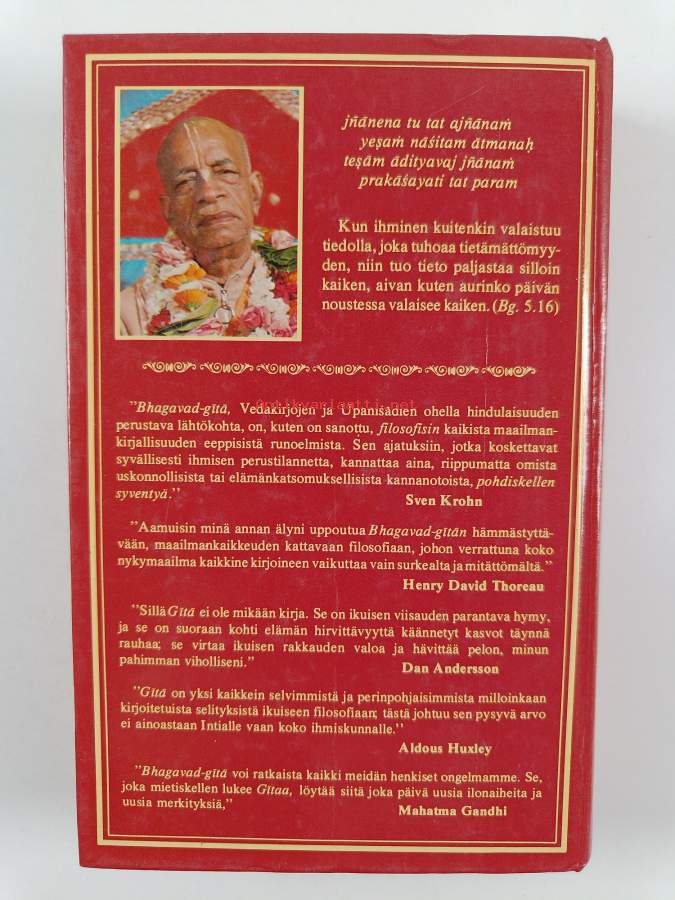 jñānena tu tat ajñānaṁ
yeṣaṁ nāśitam ātmanaḥ
teṣām ādityavaj jñānaṁ
prakāśayati tat param
Kun ihminen kuitenkin valaistuu
tiedolla, joka tuhoaa tietämättömyy-
den, niin tuo tieto paljastaa silloin
kaiken, aivan kuten aurinko päivän
noustessa valaisee kaiken. (Bg. 5.16)
Antikvariaatti.net
"Bhagavad-gītā, Vedakirjojen ja Upaniṣadien ohella hindulaisuuden
perustava lähtökohta, on, kuten on sanottu, filosofisin kaikista maailman-
kirjallisuuden eeppisistä runoelmista. Sen ajatuksiin, jotka koskettavat
syvällisesti ihmisen perustilannetta, kannattaa aina, riippumatta omista
uskonnollisista tai elämänkatsomuksellisista kannanotoista, pohdiskellen
syventyä."
Sven Krohn
"Aamuisin minä annan älyni uppoutua Bhagavad-gītān hämmästyttä-
vään, maailmankaikkeuden kattavaan filosofiaan, johon verrattuna koko
nykymaailma kaikkine kirjoineen vaikuttaa vain surkealta ja mitättömältä."
Henry David Thoreau
"Sillä Gītā ei ole mikään kirja. Se on ikuisen viisauden parantava hymy,
ja se on suoraan kohti elämän hirvittävyyttä käännetyt kasvot täynnä
rauhaa; se virtaa ikuisen rakkauden valoa ja hävittää pelon, minun
pahimman viholliseni."
Dan Andersson
"Gītā on yksi kaikkein selvimmistä ja perinpohjaisimmista milloinkaan
kirjoitetuista selityksistä ikuiseen filosofiaan; tästä johtuu sen pysyvä arvo
ei ainoastaan Intialle vaan koko ihmiskunnalle."
Aldous Huxley
"Bhagavad-gītā voi ratkaista kaikki meidän henkiset ongelmamme. Se,
joka mietiskellen lukee Gītaa, löytää siitä joka päivä uusia ilonaiheita ja
uusia merkityksiä,"
Mahatma Gandhi